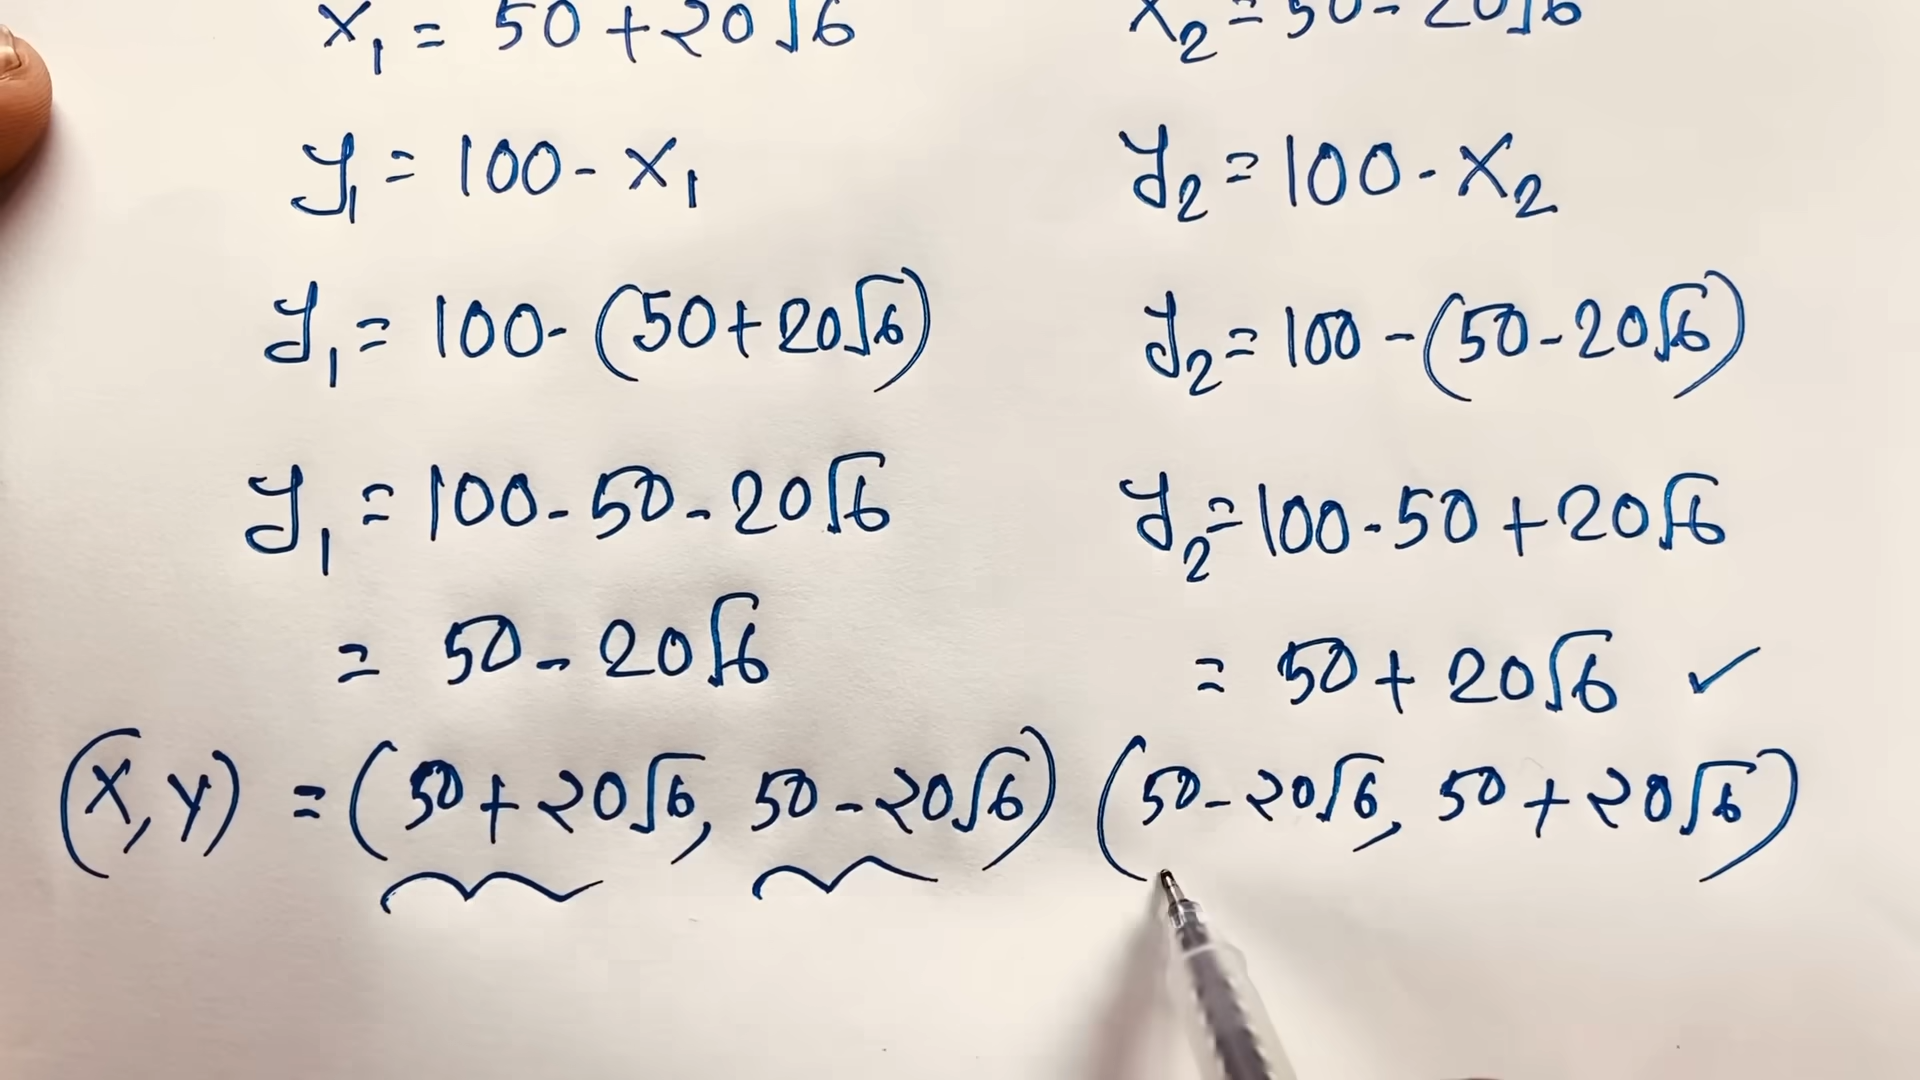 x₁ = 50 + 20√6
x₂ = 50 - 20√6
y₁ = 100 - x₁
y₂ = 100 - x₂
y₁ = 100 - (50 + 20√6)
y₂ = 100 - (50 - 20√6)
y₁ = 100 - 50 - 20√6
y₂ = 100 - 50 + 20√6
= 50 - 20√6
= 50 + 20√6 ✓
(x, y) = (50 + 20√6, 50 - 20√6) (50 - 20√6, 50 + 20√6)